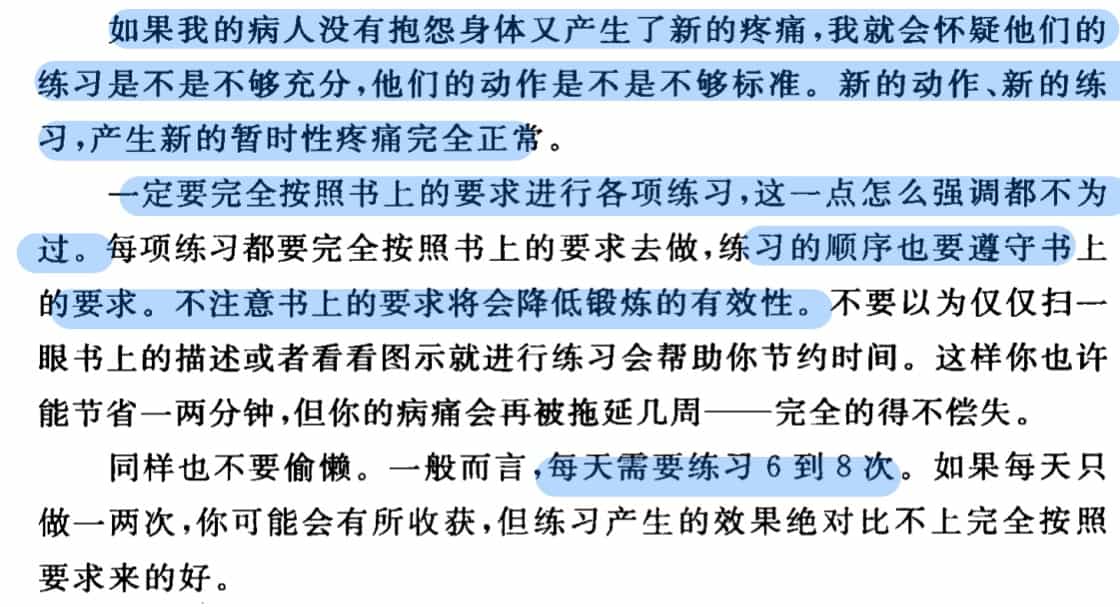 如果我的病人没有抱怨身体又产生了新的疼痛,我就会怀疑他们的
练习是不是不够充分,他们的动作是不是不够标准。新的动作、新的练
习,产生新的暂时性疼痛完全正常。
一定要完全按照书上的要求进行各项练习,这一点怎么强调都不为
过。每项练习都要完全按照书上的要求去做,练习的顺序也要遵守书上
的要求。不注意书上的要求将会降低锻炼的有效性。不要以为仅仅扫一
眼书上的描述或者看看图示就进行练习会帮助你节约时间。这样你也许
能节省一两分钟,但你的病痛会再被拖延几周——完全的得不偿失。
同样也不要偷懒。一般而言,每天需要练习6到8次。如果每天只
做一两次,你可能会有所收获,但练习产生的效果绝对比不上完全按照
要求来的好。